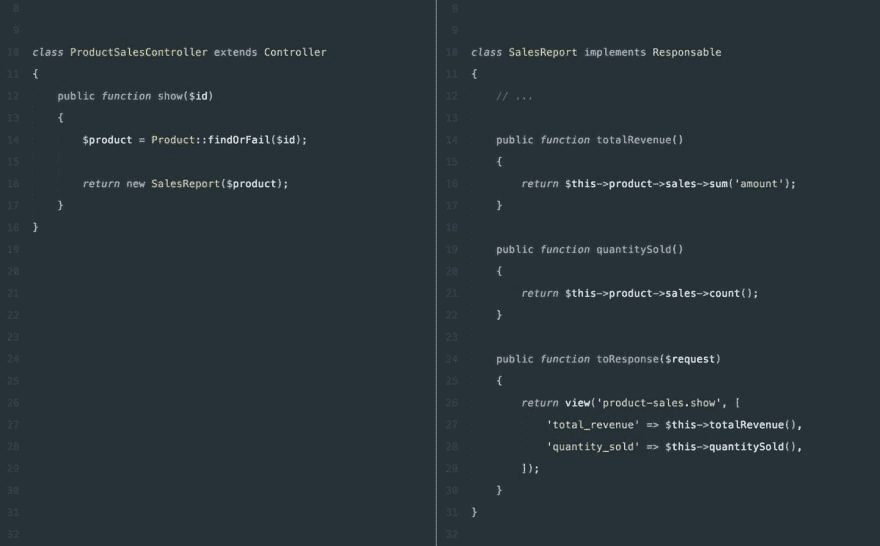 8
9
10 class ProductSalesController extends Controller
11 {
12 public function show($id)
13 {
14 $product = Product::findOrFail($id);
15
16 return new SalesReport($product);
17 }
18 }
19
20
21
22
23
24
25
26
27
28
29
30
31
32
8
9
10 class SalesReport implements Responsable
11 {
12 // ...
13
14 public function totalRevenue()
15 {
16 return $this->product->sales->sum('amount');
17 }
18
19 public function quantitySold()
20 {
21 return $this->product->sales->count();
22 }
23
24 public function toResponse($request)
25 {
26 return view('product-sales.show', [
27 'total_revenue' => $this->totalRevenue(),
28 'quantity_sold' => $this->quantitySold(),
29 ]);
30 }
31 }
32